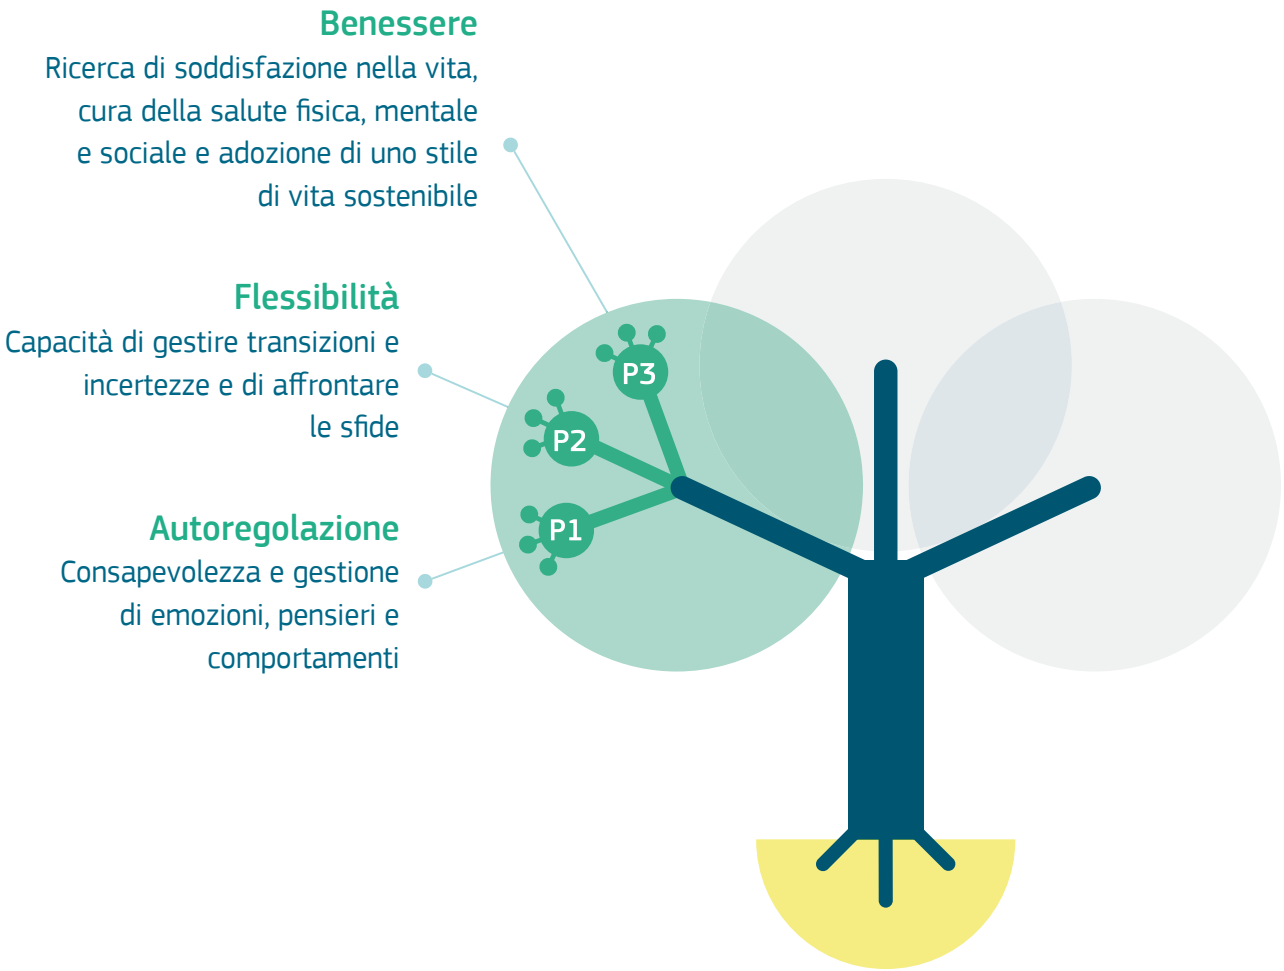 Benessere
Ricerca di soddisfazione nella vita,
cura della salute fisica, mentale
e sociale e adozione di uno stile
di vita sostenibile
Flessibilità
Capacità di gestire transizioni e
incertezze e di affrontare
le sfide
Autoregolazione
Consapevolezza e gestione
di emozioni, pensieri e
comportamenti
P3
P2
P1